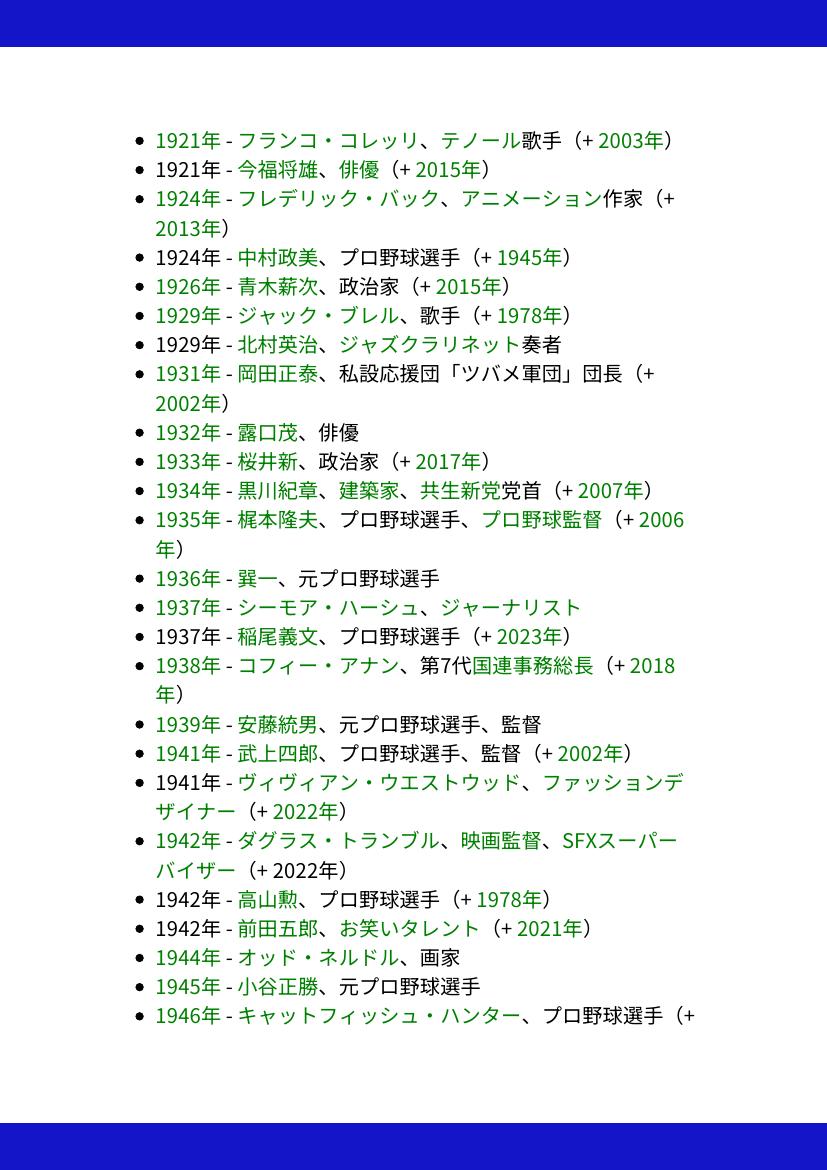 • 1921年 - フランコ・コレッリ、テノール歌手（+ 2003年）
• 1921年 - 今福将雄、俳優（+ 2015年）
• 1924年 - フレデリック・バック、アニメーション作家（+
2013年）
• 1924年 - 中村政美、プロ野球選手（+ 1945年）
• 1926年 - 青木薪次、政治家（+ 2015年）
• 1929年 - ジャック・ブレル、歌手（+ 1978年）
• 1929年 - 北村英治、ジャズクラリネット奏者
• 1931年 - 岡田正泰、私設応援団「ツバメ軍団」団長（+
2002年）
• 1932年 - 露口茂、俳優
• 1933年 - 桜井新、政治家（+ 2017年）
• 1934年 - 黒川紀章、建築家、共生新党党首（+ 2007年）
• 1935年 - 梶本隆夫、プロ野球選手、プロ野球監督（+ 2006
年）
• 1936年 - 巽一、元プロ野球選手
• 1937年 - シーモア・ハーシュ、ジャーナリスト
• 1937年 - 稲尾義文、プロ野球選手（+ 2023年）
• 1938年 - コフィー・アナン、第7代国連事務総長（+ 2018
年）
• 1939年 - 安藤統男、元プロ野球選手、監督
• 1941年 - 武上四郎、プロ野球選手、監督（+ 2002年）
• 1941年 - ヴィヴィアン・ウエストウッド、ファッションデ
ザイナー（+ 2022年）
• 1942年 - ダグラス・トランブル、映画監督、SFXスーパー
バイザー（+ 2022年）
• 1942年 - 高山勲、プロ野球選手（+ 1978年）
• 1942年 - 前田五郎、お笑いタレント（+ 2021年）
• 1944年 - オッド・ネルドル、画家
• 1945年 - 小谷正勝、元プロ野球選手
• 1946年 - キャットフィッシュ・ハンター、プロ野球選手（+